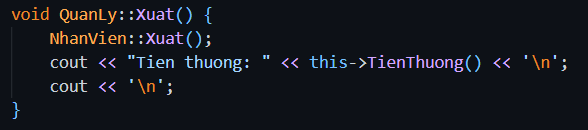 void QuanLy::Xuat() {
    NhanVien::Xuat();
    cout << "Tien thuong: " << this->TienThuong() << '\n';
    cout << '\n';
}